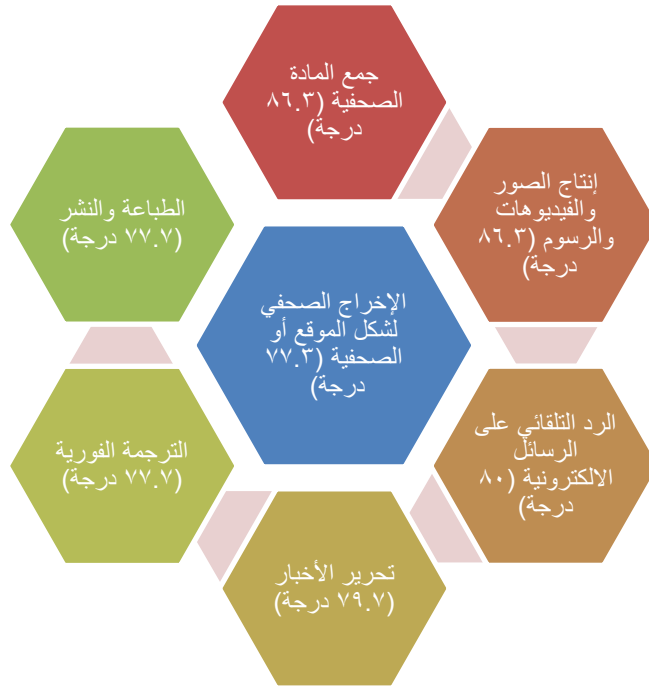 جمع المادة
الصحفية (٨٦.٣
درجة)
إنتاج الصور
والفيديوهات
والرسوم (٨٦.٣
درجة)
الرد التلقائي على
الرسائل
الالكترونية (٨٠
درجة)
تحرير الأخبار
(٧٩.٧ درجة)
الترجمة الفورية
(٧٧.٧ درجة)
الطباعة والنشر
(٧٧.٧ درجة)
الإخراج الصحفي
لشكل الموقع أو
الصحفية (٧٧.٣
درجة)